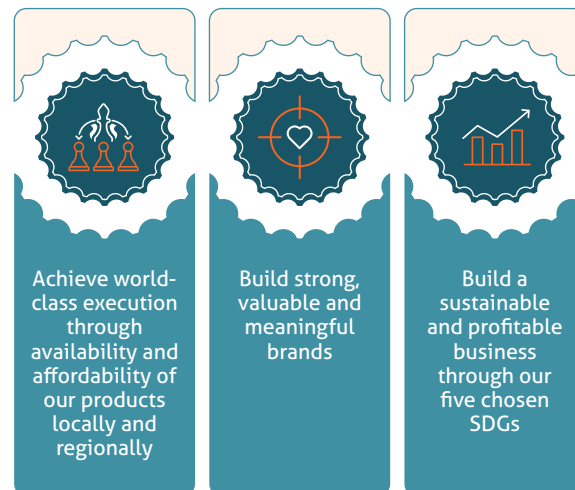 Achieve world-
class execution
through
availability and
affordability of
our products
locally and
regionally
Build strong,
valuable and
meaningful
brands
Build a
sustainable
and profitable
business
through our
five chosen
SDGs